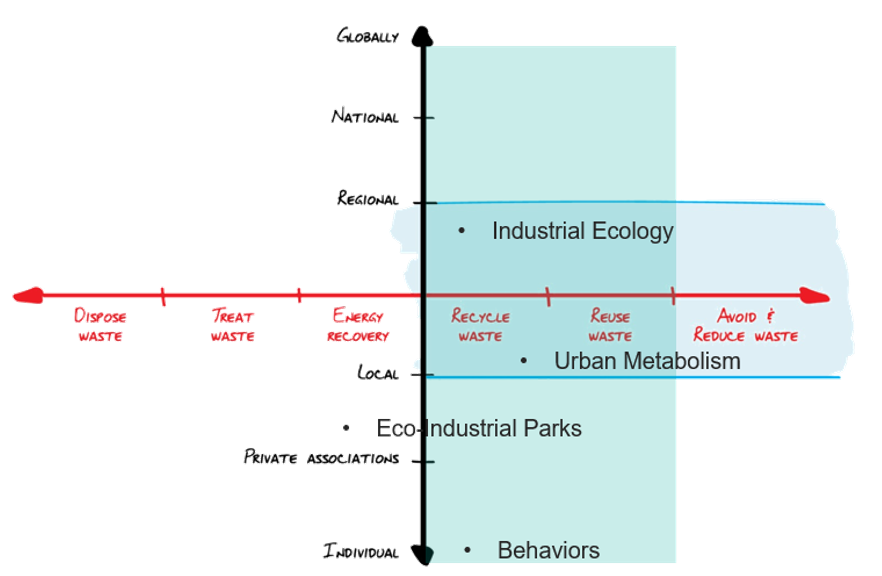 GLOBALLY
NATIONAL
REGIONAL
• Industrial Ecology
DISPOSE WASTE
TREAT WASTE
ENERGY RECOVERY
RECYCLE WASTE
REUSE WASTE
AVOID & REDUCE WASTE
• Urban Metabolism
LOCAL
• Eco-Industrial Parks
PRIVATE ASSOCIATIONS
INDIVIDUAL
• Behaviors